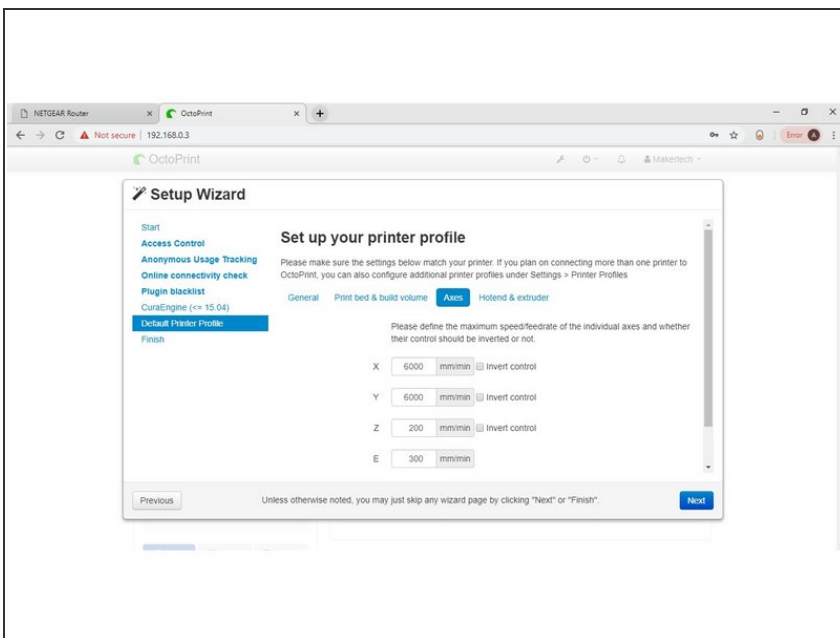 NETGEAR Router
OctoPrint
Not secure | 192.168.0.3
Error A
OctoPrint
Makertech
Setup Wizard
Start
Access Control
Anonymous Usage Tracking
Online connectivity check
Plugin blacklist
CuraEngine (<= 15.04)
Default Printer Profile
Finish
Set up your printer profile
Please make sure the settings below match your printer. If you plan on connecting more than one printer to
OctoPrint, you can also configure additional printer profiles under Settings > Printer Profiles
General Print bed & build volume Axes Hotend & extruder
Please define the maximum speed/feedrate of the individual axes and whether
their control should be inverted or not.
X 6000 mm/min Invert control
Y 6000 mm/min Invert control
Z 200 mm/min Invert control
E 300 mm/min
Previous Unless otherwise noted, you may just skip any wizard page by clicking "Next" or "Finish". Next